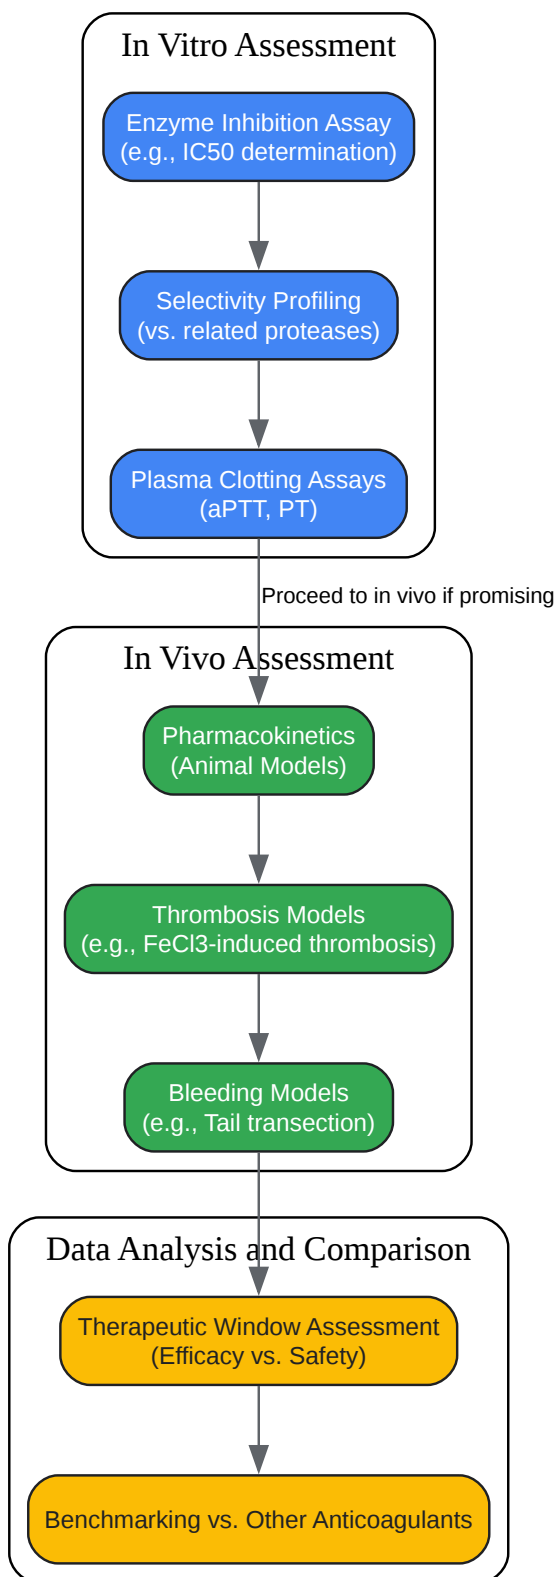 In Vitro Assessment
Enzyme Inhibition Assay
(e.g., IC50 determination)
Selectivity Profiling
(vs. related proteases)
Plasma Clotting Assays
(aPTT, PT)
Proceed to in vivo if promising
In Vivo Assessment
Pharmacokinetics
(Animal Models)
Thrombosis Models
(e.g., FeCl3-induced thrombosis)
Bleeding Models
(e.g., Tail transection)
Data Analysis and Comparison
Therapeutic Window Assessment
(Efficacy vs. Safety)
Benchmarking vs. Other Anticoagulants